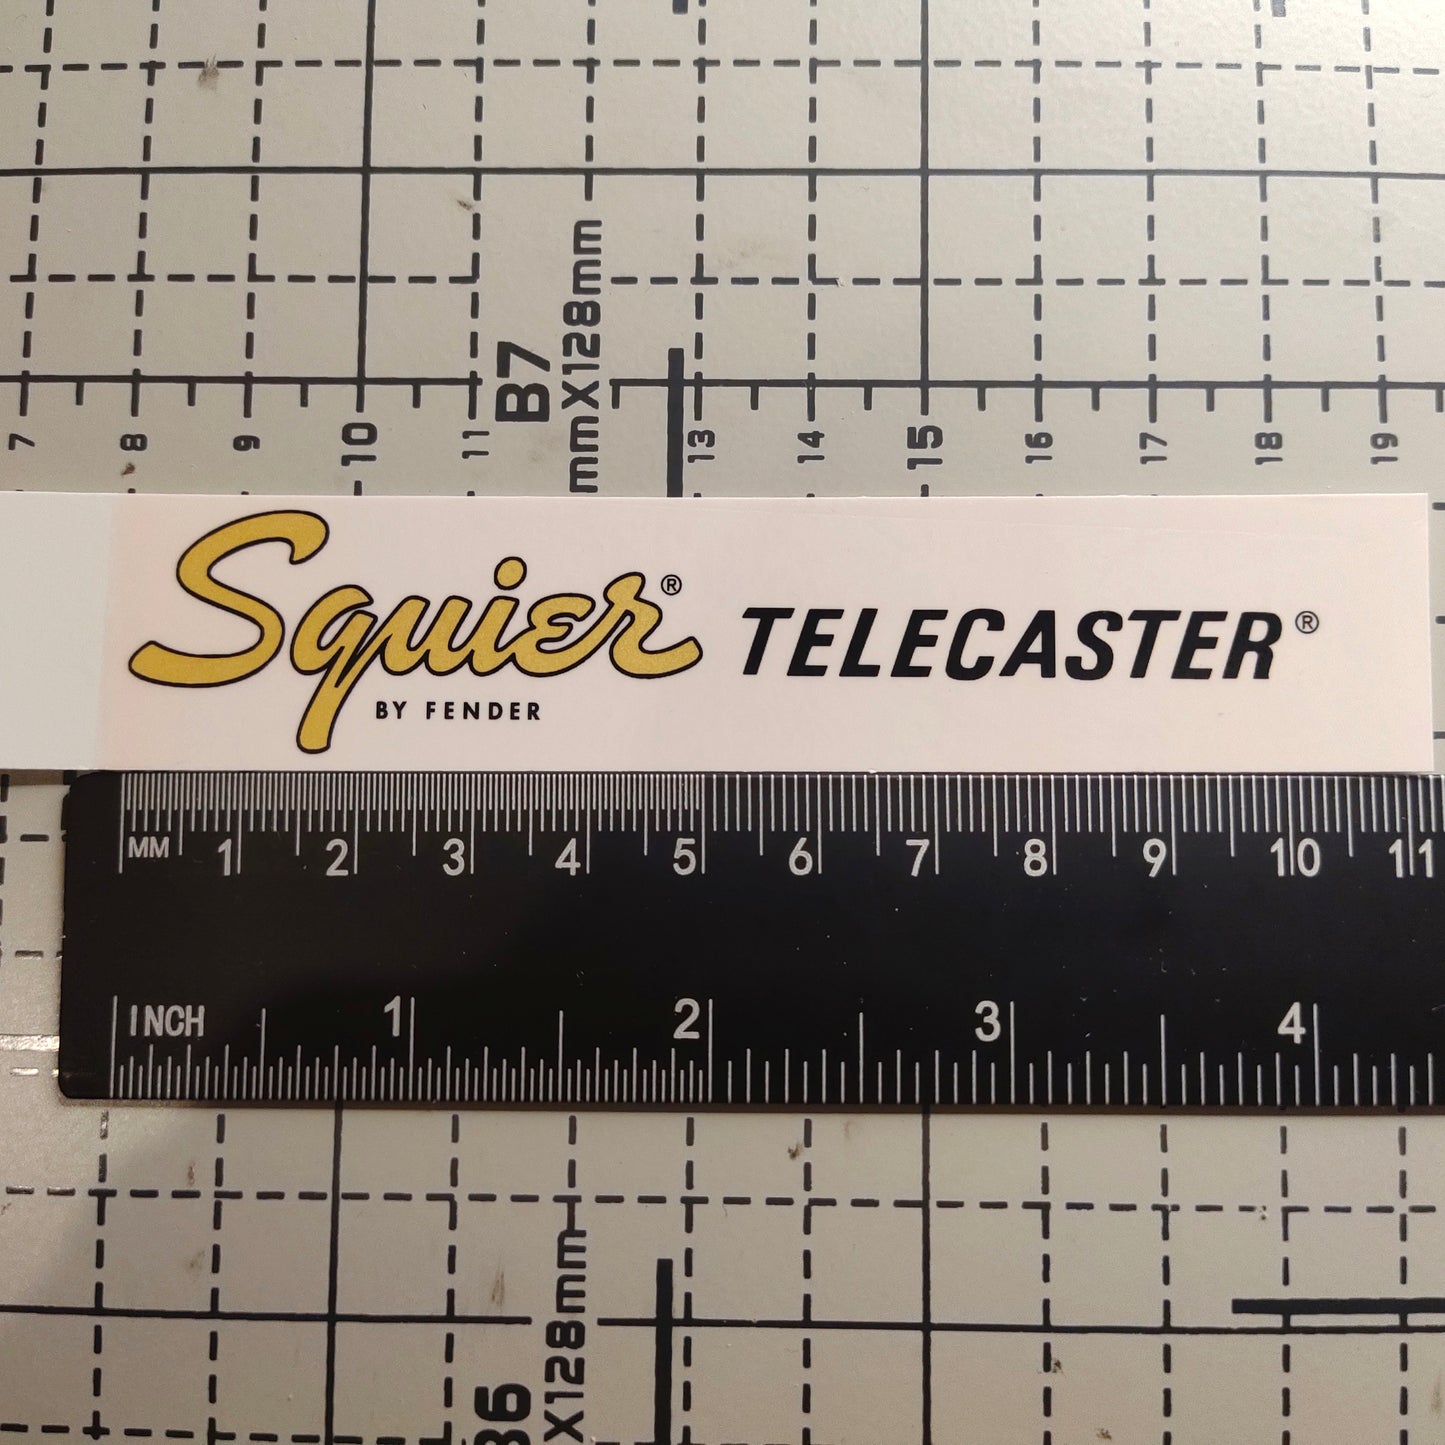 B7
mmX128mm
7 8 9 10 11 13 14 15 16 17 18 19
Squier® TELECASTER®
BY FENDER
MM 1 2 3 4 5 6 7 8 9 10 11
INCH 1 2 3 4
X128mm